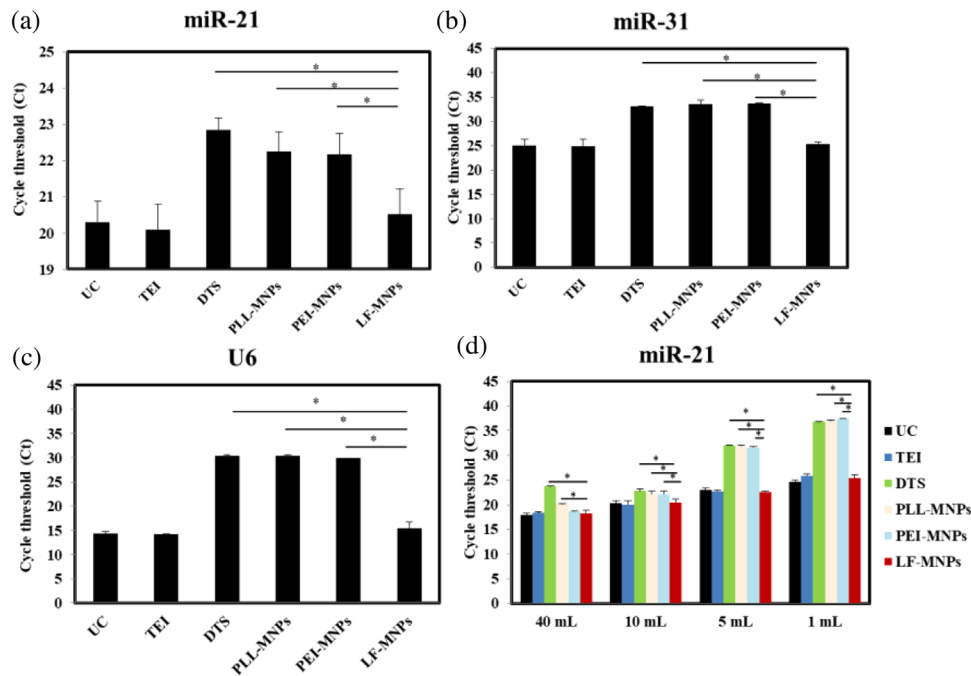 (a)
miR-21
Cycle threshold (Ct)
25
24
23
22
21
20
19
*
*
*
UC
TEI
DTS
PLL-MNPs
PEI-MNPs
LF-MNPs
(b)
miR-31
Cycle threshold (Ct)
45
40
35
30
25
20
15
10
5
0
*
*
*
UC
TEI
DTS
PLL-MNPs
PEI-MNPs
LF-MNPs
(c)
U6
Cycle threshold (Ct)
45
40
35
30
25
20
15
10
5
0
*
*
*
UC
TEI
DTS
PLL-MNPs
PEI-MNPs
LF-MNPs
(d)
miR-21
Cycle threshold (Ct)
45
40
35
30
25
20
15
10
5
0
*
*
*
*
*
*
*
*
*
*
*
40 mL
10 mL
5 mL
1 mL
UC
TEI
DTS
PLL-MNPs
PEI-MNPs
LF-MNPs